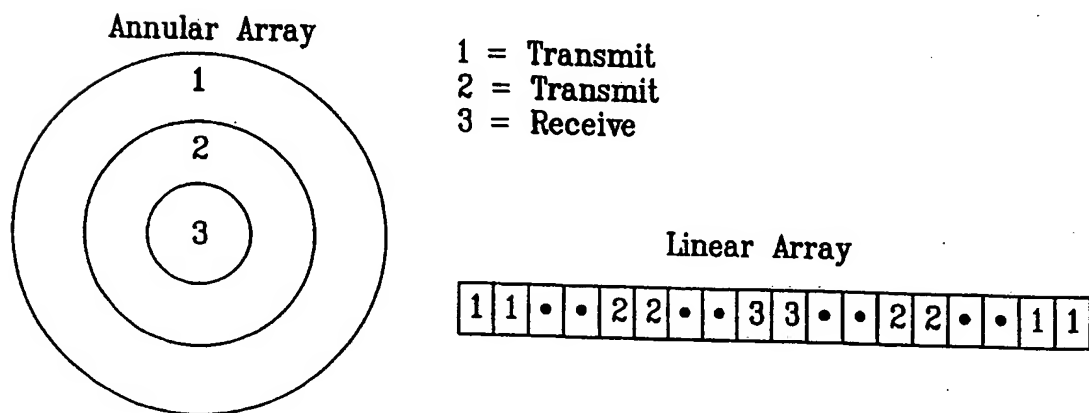 Annular Array
1
2
3
1 = Transmit
2 = Transmit
3 = Receive
Linear Array
1 1 • • 2 2 • • 3 3 • • 2 2 • • 1 1